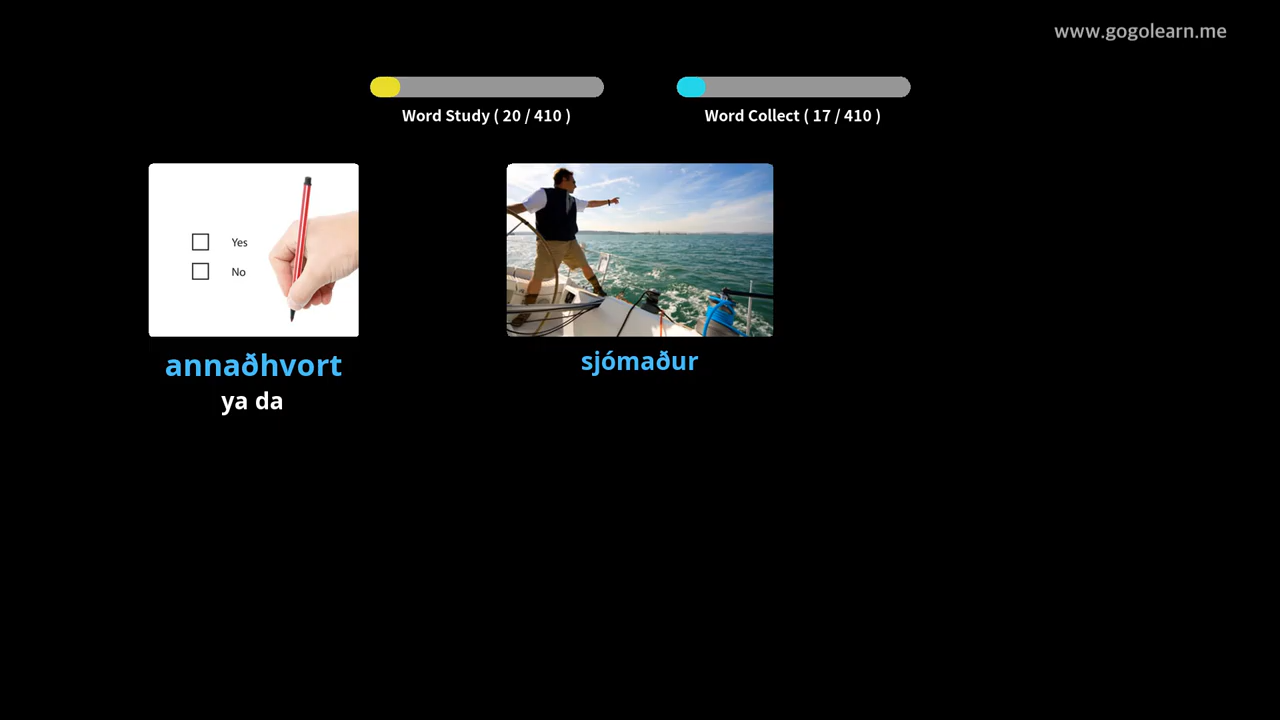 www.gogolearn.me
Word Study ( 20 / 410 )
Word Collect ( 17 / 410 )
Yes
No
annaðhvort
ya da
sjómaður